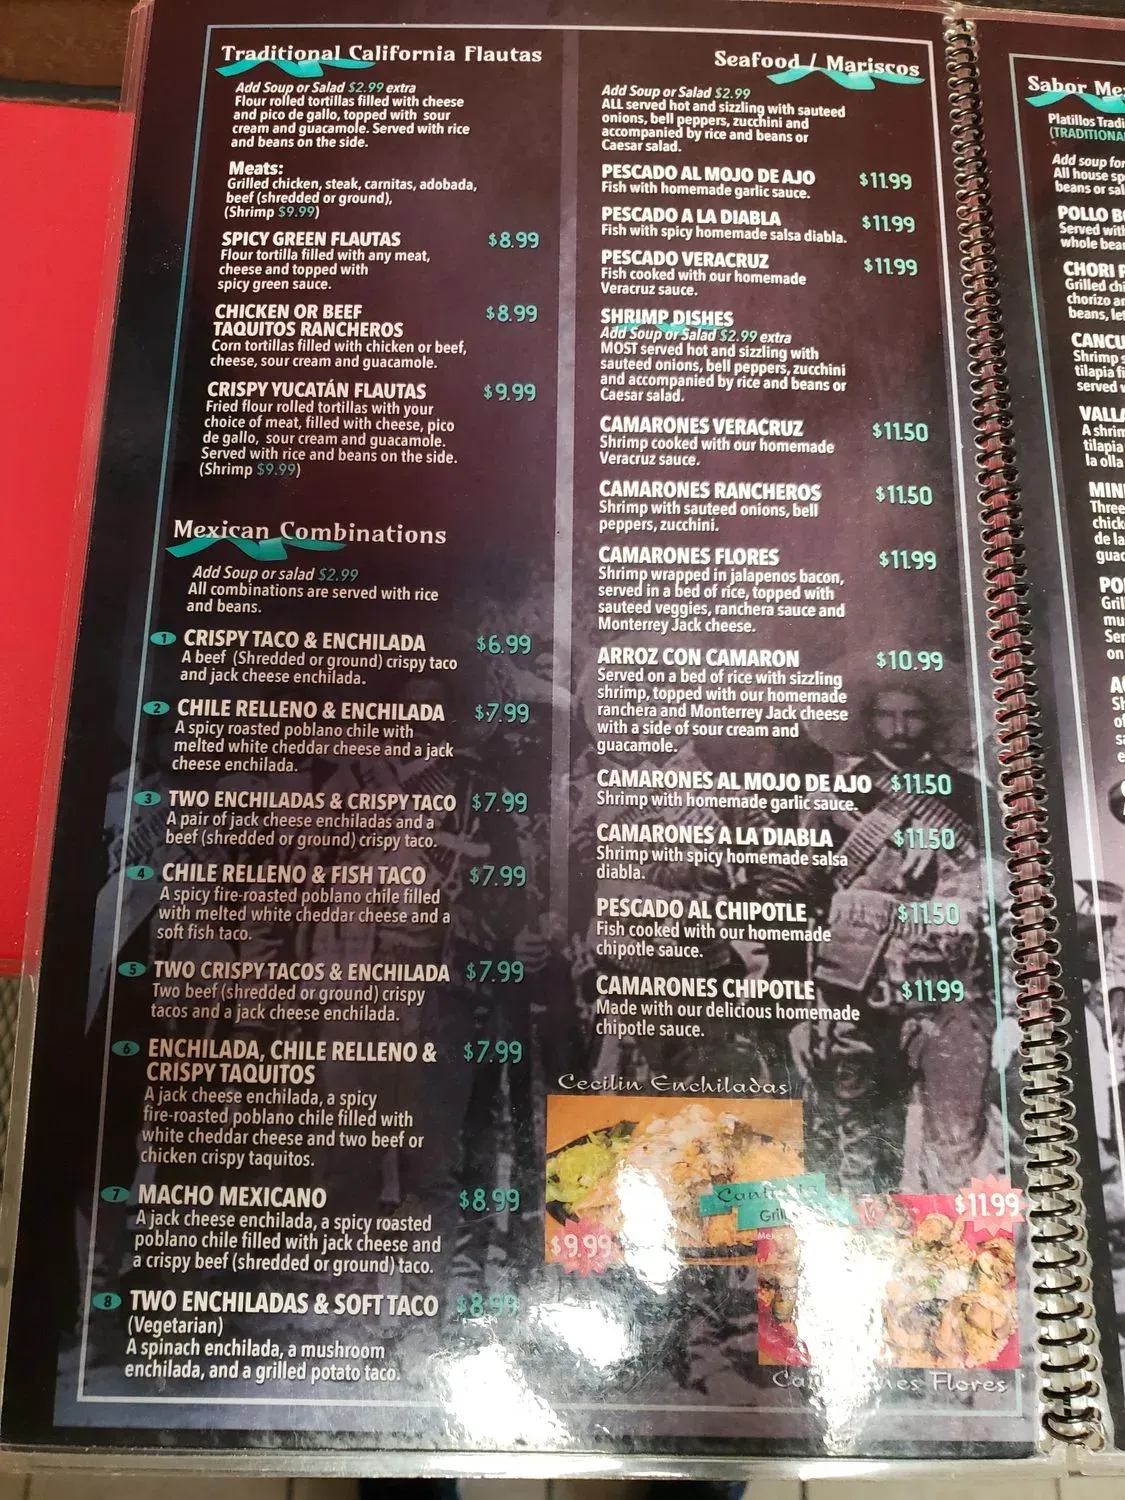 Traditional California Flautas
Add Soup or Salad $2.99 extra
Flour rolled tortillas filled with cheese
and pico de gallo, topped with sour
cream and guacamole. Served with rice
and beans on the side.
Meats:
Grilled chicken, steak, carnitas, adobada,
beef (shredded or ground),
(Shrimp $9.99)
SPICY GREEN FLAUTAS $8.99
Flour tortilla filled with any meat,
cheese and topped with
spicy green sauce.
CHICKEN OR BEEF $8.99
TAQUITOS RANCHEROS
Corn tortillas filled with chicken or beef,
cheese, sour cream and guacamole.
CRISPY YUCATÁN FLAUTAS $9.99
Fried flour rolled tortillas with your
choice of meat, filled with cheese, pico
de gallo, sour cream and guacamole.
Served with rice and beans on the side.
(Shrimp $9.99)
Mexican Combinations
Add Soup or salad $2.99
All combinations are served with rice
and beans.
1 CRISPY TACO & ENCHILADA $6.99
A beef (Shredded or ground) crispy taco
and jack cheese enchilada.
2 CHILE RELLENO & ENCHILADA $7.99
A spicy roasted poblano chile with
melted white cheddar cheese and a jack
cheese enchilada.
3 TWO ENCHILADAS & CRISPY TACO $7.99
A pair of jack cheese enchiladas and a
beef (shredded or ground) crispy taco.
4 CHILE RELLENO & FISH TACO $7.99
A spicy fire-roasted poblano chile filled
with melted white cheddar cheese and a
soft fish taco.
5 TWO CRISPY TACOS & ENCHILADA $7.99
Two beef (shredded or ground) crispy
tacos and a jack cheese enchilada.
6 ENCHILADA, CHILE RELLENO & $7.99
CRISPY TAQUITOS
A jack cheese enchilada, a spicy
fire-roasted poblano chile filled with
white cheddar cheese and two beef or
chicken crispy taquitos.
7 MACHO MEXICANO $8.99
A jack cheese enchilada, a spicy roasted
poblano chile filled with jack cheese and
a crispy beef (shredded or ground) taco.
8 TWO ENCHILADAS & SOFT TACO $8.99
(Vegetarian)
A spinach enchilada, a mushroom
enchilada, and a grilled potato taco.
Seafood / Mariscos
Add Soup or Salad $2.99
ALL served hot and sizzling with sauteed
onions, bell peppers, zucchini and
accompanied by rice and beans or
Caesar salad.
PESCADO AL MOJO DE AJO $11.99
Fish with homemade garlic sauce.
PESCADO A LA DIABLA $11.99
Fish with spicy homemade salsa diabla.
PESCADO VERACRUZ $11.99
Fish cooked with our homemade
Veracruz sauce.
SHRIMP DISHES
Add Soup or Salad $2.99 extra
MOST served hot and sizzling with
sauteed onions, bell peppers, zucchini
and accompanied by rice and beans or
Caesar salad.
CAMARONES VERACRUZ $11.50
Shrimp cooked with our homemade
Veracruz sauce.
CAMARONES RANCHEROS $11.50
Shrimp with sauteed onions, bell
peppers, zucchini.
CAMARONES FLORES $11.99
Shrimp wrapped in jalapenos bacon,
served in a bed of rice, topped with
sauteed veggies, ranchera sauce and
Monterrey Jack cheese.
ARROZ CON CAMARON $10.99
Served on a bed of rice with sizzling
shrimp, topped with our homemade
ranchera and Monterrey Jack cheese
with a side of sour cream and
guacamole.
CAMARONES AL MOJO DE AJO $11.50
Shrimp with homemade garlic sauce.
CAMARONES A LA DIABLA $11.50
Shrimp with spicy homemade salsa
diabla.
PESCADO AL CHIPOTLE $11.50
Fish cooked with our homemade
chipotle sauce.
CAMARONES CHIPOTLE $11.99
Made with our delicious homemade
chipotle sauce.
Cecilin Enchiladas
$9.99
$11.99
Flores
Sabor
Platillos
Add soup
All house
beans or
POLLO
Served
whole
CHORI
Grilled
chorizo
beans,
Shrimp
tilapia
served
A
tilapia
la olla
Three
de